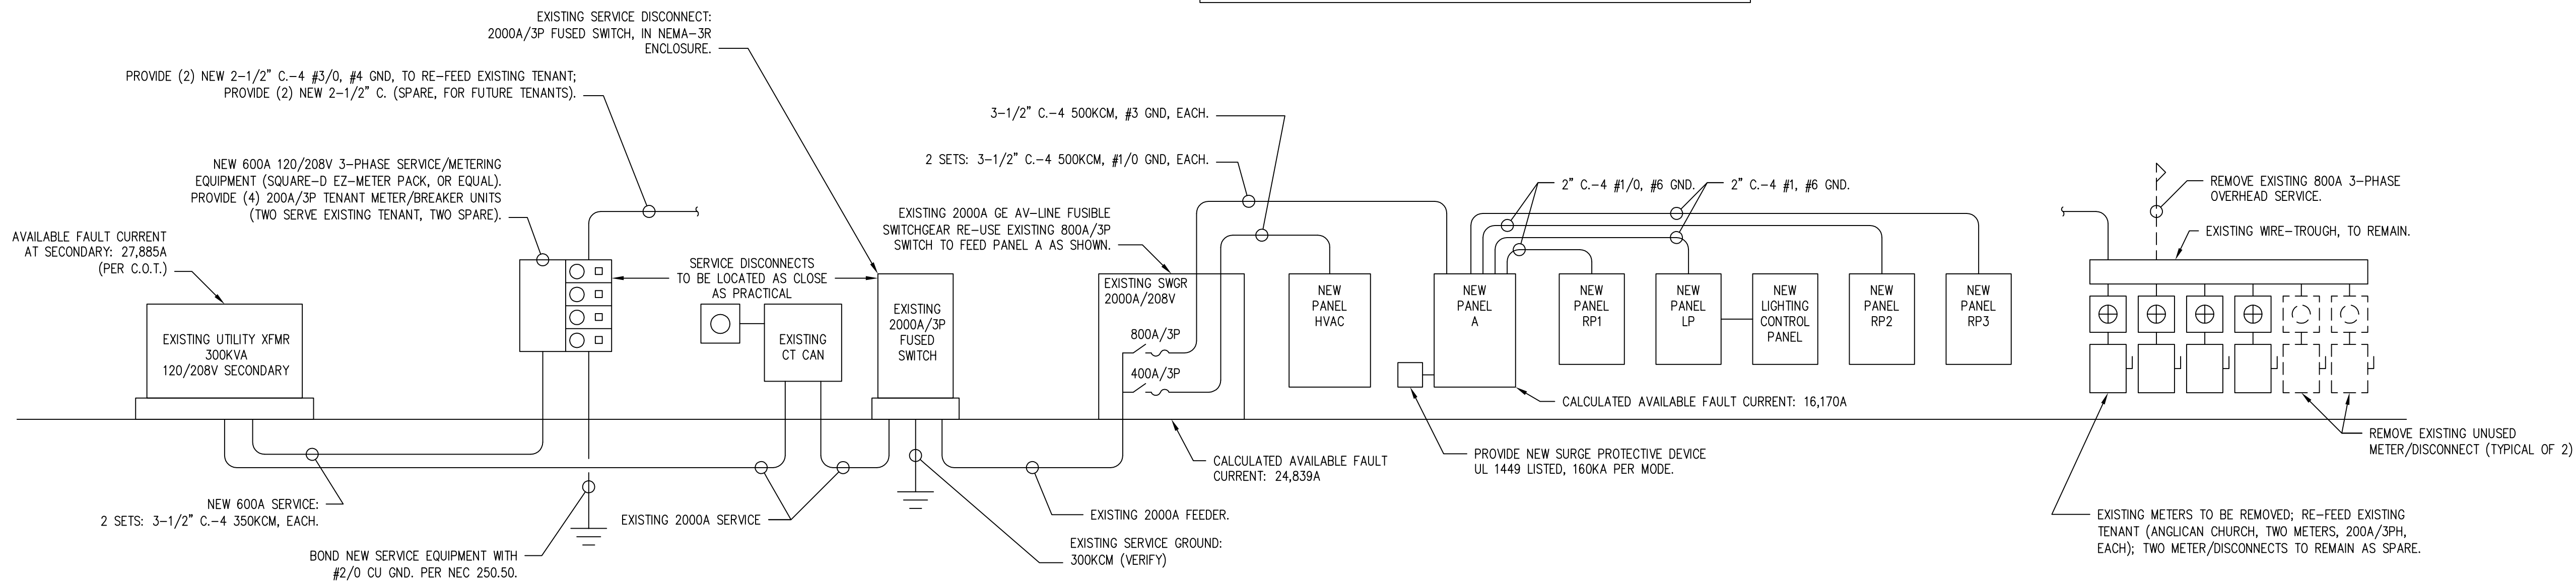 EXISTING SERVICE DISCONNECT:
2000A/3P FUSED SWITCH, IN NEMA-3R
ENCLOSURE.
PROVIDE (2) NEW 2-1/2" C.-4 #3/0, #4 GND, TO RE-FEED EXISTING TENANT;
PROVIDE (2) NEW 2-1/2" C. (SPARE, FOR FUTURE TENANTS).
NEW 600A 120/208V 3-PHASE SERVICE/METERING
EQUIPMENT (SQUARE-D EZ-METER PACK, OR EQUAL).
PROVIDE (4) 200A/3P TENANT METER/BREAKER UNITS
(TWO SERVE EXISTING TENANT, TWO SPARE).
AVAILABLE FAULT CURRENT
AT SECONDARY: 27,885A
(PER C.O.T.)
EXISTING UTILITY XFMR
300KVA
120/208V SECONDARY
SERVICE DISCONNECTS
TO BE LOCATED AS CLOSE
AS PRACTICAL
EXISTING
CT CAN
EXISTING
2000A/3P
FUSED
SWITCH
3-1/2" C.-4 500KCM, #3 GND, EACH.
2 SETS: 3-1/2" C.-4 500KCM, #1/0 GND, EACH.
EXISTING 2000A GE AV-LINE FUSIBLE
SWITCHGEAR RE-USE EXISTING 800A/3P
SWITCH TO FEED PANEL A AS SHOWN.
EXISTING SWGR
2000A/208V
800A/3P
400A/3P
NEW
PANEL
HVAC
NEW
PANEL
A
2" C.-4 #1/0, #6 GND.
2" C.-4 #1, #6 GND.
NEW
PANEL
RP1
NEW
PANEL
LP
NEW
LIGHTING
CONTROL
PANEL
NEW
PANEL
RP2
NEW
PANEL
RP3
REMOVE EXISTING 800A 3-PHASE
OVERHEAD SERVICE.
EXISTING WIRE-TROUGH, TO REMAIN.
CALCULATED AVAILABLE FAULT CURRENT: 16,170A
NEW 600A SERVICE:
2 SETS: 3-1/2" C.-4 350KCM, EACH.
BOND NEW SERVICE EQUIPMENT WITH
#2/0 CU GND. PER NEC 250.50.
EXISTING 2000A SERVICE
EXISTING SERVICE GROUND:
300KCM (VERIFY)
EXISTING 2000A FEEDER.
CALCULATED AVAILABLE FAULT
CURRENT: 24,839A
PROVIDE NEW SURGE PROTECTIVE DEVICE
UL 1449 LISTED, 160KA PER MODE.
REMOVE EXISTING UNUSED
METER/DISCONNECT (TYPICAL OF 2)
EXISTING METERS TO BE REMOVED; RE-FEED EXISTING
TENANT (ANGLICAN CHURCH, TWO METERS, 200A/3PH,
EACH); TWO METER/DISCONNECTS TO REMAIN AS SPARE.